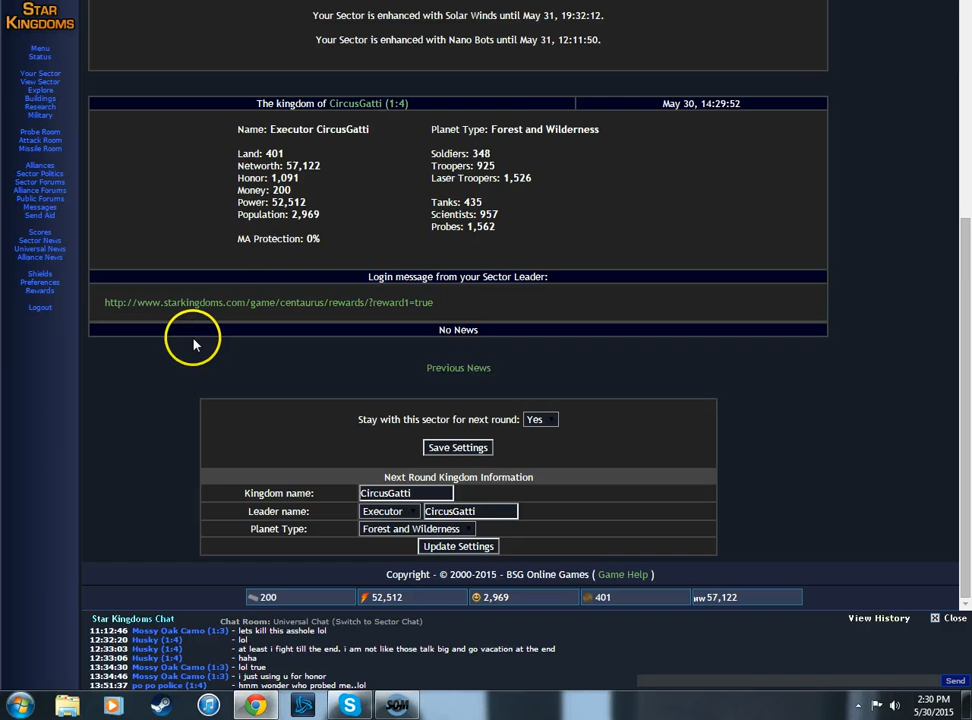 STAR
KINGDOMS
Menu
Status
Your Sector
View Sector
Explore
Buildings
Research
Military
Probe Room
Attack Room
Missile Room
Alliances
Sector Politics
Sector Forums
Alliance Forums
Public Forums
Messages
Send Aid
Scores
Sector News
Universal News
Alliance News
Shields
Preferences
Rewards
Logout
Your Sector is enhanced with Solar Winds until May 31, 19:32:12.
Your Sector is enhanced with Nano Bots until May 31, 12:11:50.
The kingdom of CircusGatti (1:4) May 30, 14:29:52
Name: Executor CircusGatti Planet Type: Forest and Wilderness
Land: 401 Soldiers: 348
Networth: 57,122 Troopers: 925
Honor: 1,091 Laser Troopers: 1,526
Money: 200
Power: 52,512 Tanks: 435
Population: 2,969 Scientists: 957
Probes: 1,562
MA Protection: 0%
Login message from your Sector Leader:
http://www.starkingdoms.com/game/centaurus/rewards/?reward1=true
No News
Previous News
Stay with this sector for next round: Yes
Save Settings
Next Round Kingdom Information
Kingdom name: CircusGatti
Leader name: Executor CircusGatti
Planet Type: Forest and Wilderness
Update Settings
Copyright - © 2000-2015 - BSG Online Games ( Game Help )
200 52,512 2,969 401 NW 57,122
Star Kingdoms Chat Chat Room: Universal Chat (Switch to Sector Chat) View History Close
11:12:46 Mossy Oak Camo (1:3) - lets kill this asshole lol
12:32:20 Husky (1:4) - lol
12:33:03 Husky (1:4) - at least i fight till the end. i am not like those talk big and go vacation at the end
12:33:06 Husky (1:4) - haha
13:34:30 Mossy Oak Camo (1:3) - lol true
13:34:46 Mossy Oak Camo (1:3) - i just using u for honor
13:51:37 po po police (1:4) - hmm wonder who probed me..lol
Send
SOM
2:30 PM
5/30/2015